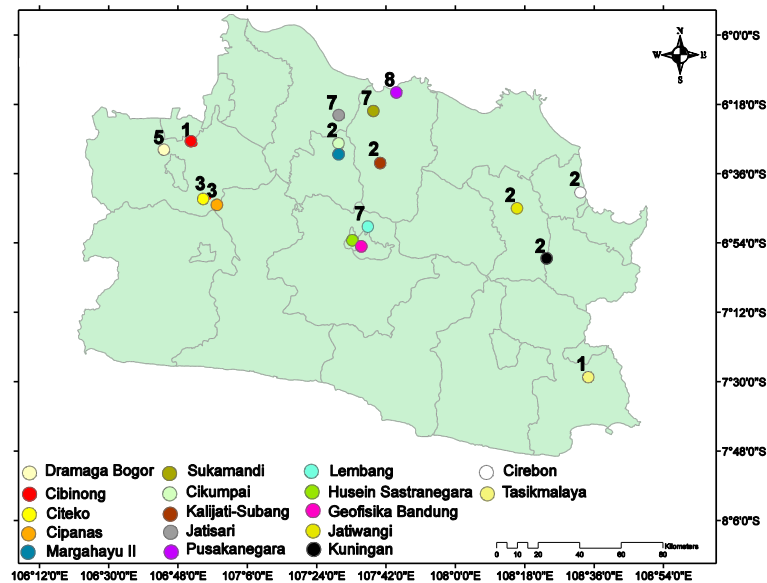 N
W E
S
8°0'0"S
6°18'0"S
6°36'0"S
6°54'0"S
7°12'0"S
7°30'0"S
7°48'0"S
8°6'0"S
8
7
7
1
5
2
2
3
3
2
2
7
2
1
Dramaga Bogor
Cibinong
Citeko
Cipanas
Margahayu II
Sukamandi
Cikumpai
Kalijati-Subang
Jatisari
Pusakanegara
Lembang
Husein Sastranegara
Geofisika Bandung
Jatiwangi
Kuningan
Cirebon
Tasikmalaya
Kilometers
0 10 20 40 60 80
106°12'0"E 106°30'0"E 106°48'0"E 107°6'0"E 107°24'0"E 107°42'0"E 108°0'0"E 108°18'0"E 108°36'0"E 108°54'0"E